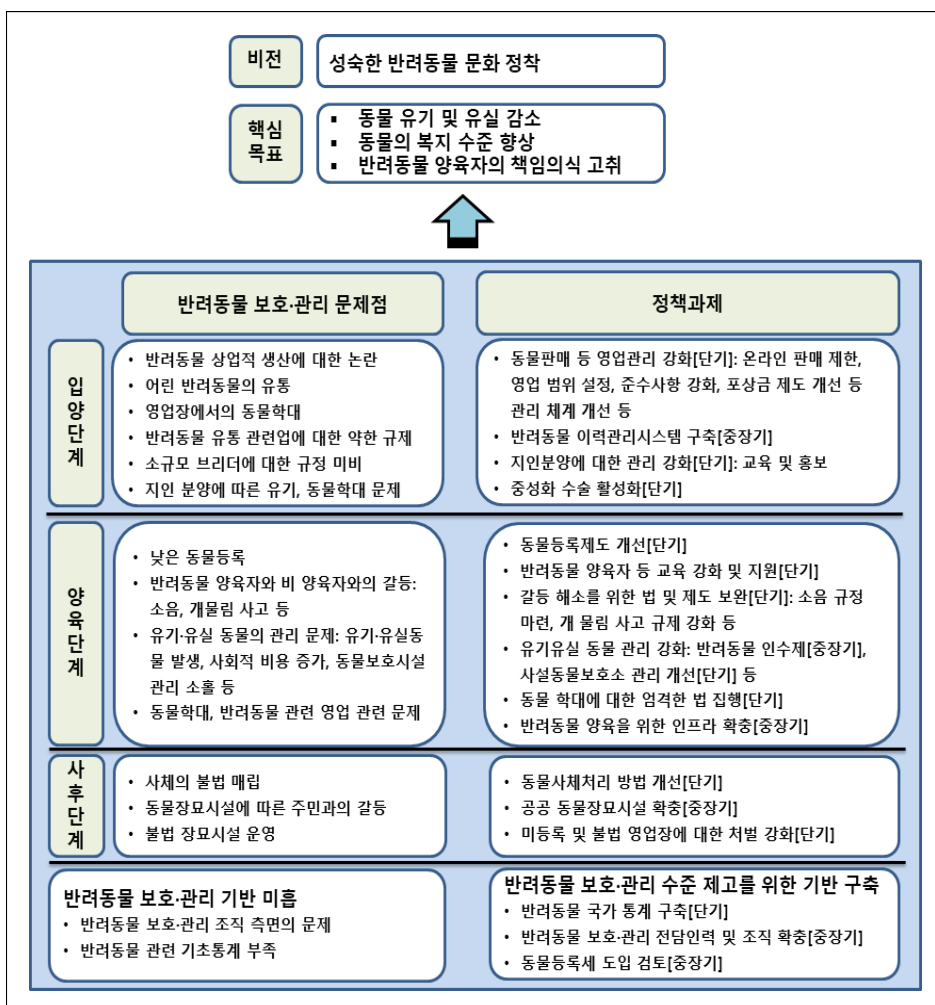 비전
성숙한 반려동물 문화 정착
핵심
목표
▪ 동물 유기 및 유실 감소
▪ 동물의 복지 수준 향상
▪ 반려동물 양육자의 책임의식 고취
반려동물 보호·관리 문제점
정책과제
입
양
단
계
• 반려동물 상업적 생산에 대한 논란
• 어린 반려동물의 유통
• 영업장에서의 동물학대
• 반려동물 유통 관련업에 대한 약한 규제
• 소규모 브리더에 대한 규정 미비
• 지인 분양에 따른 유기, 동물학대 문제
• 동물판매 등 영업관리 강화[단기]: 온라인 판매 제한,
영업 범위 설정, 준수사항 강화, 포상금 제도 개선 등
관리 체계 개선 등
• 반려동물 이력관리시스템 구축[중장기]
• 지인분양에 대한 관리 강화[단기]: 교육 및 홍보
• 중성화 수술 활성화[단기]
양
육
단
계
• 낮은 동물등록
• 반려동물 양육자와 비 양육자와의 갈등:
소음, 개물림 사고 등
• 유기·유실 동물의 관리 문제: 유기·유실동
물 발생, 사회적 비용 증가, 동물보호시설
관리 소홀 등
• 동물학대, 반려동물 관련 영업 관련 문제
• 동물등록제도 개선[단기]
• 반려동물 양육자 등 교육 강화 및 지원[단기]
• 갈등 해소를 위한 법 및 제도 보완[단기]: 소음 규정
마련, 개 물림 사고 규제 강화 등
• 유기유실 동물 관리 강화: 반려동물 인수제[중장기],
사설동물보호소 관리 개선[단기] 등
• 동물 학대에 대한 엄격한 법 집행[단기]
• 반려동물 양육을 위한 인프라 확충[중장기]
사
후
단
계
• 사체의 불법 매립
• 동물장묘시설에 따른 주민과의 갈등
• 불법 장묘시설 운영
• 동물사체처리 방법 개선[단기]
• 공공 동물장묘시설 확충[중장기]
• 미등록 및 불법 영업장에 대한 처벌 강화[단기]
반려동물 보호·관리 기반 미흡
• 반려동물 보호·관리 조직 측면의 문제
• 반려동물 관련 기초통계 부족
반려동물 보호·관리 수준 제고를 위한 기반 구축
• 반려동물 국가 통계 구축[단기]
• 반려동물 보호·관리 전담인력 및 조직 확충[중장기]
• 동물등록세 도입 검토[중장기]